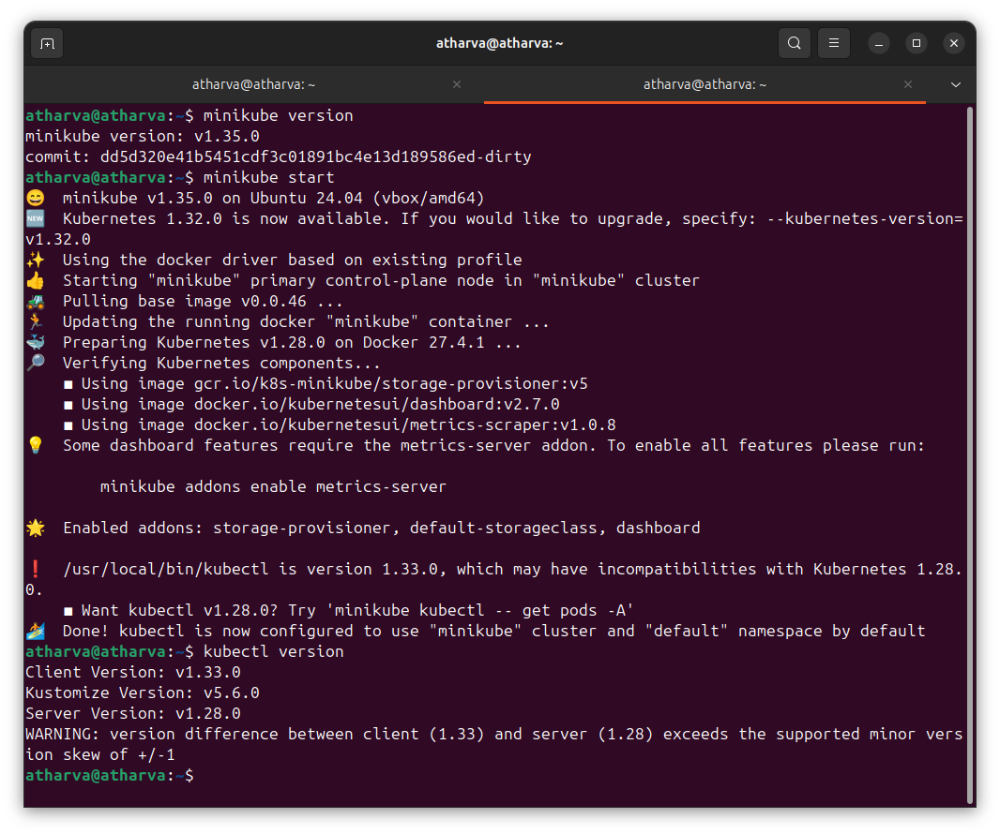 atharva@atharva: ~
atharva@atharva: ~
atharva@atharva: ~
atharva@atharva:~$ minikube version
minikube version: v1.35.0
commit: dd5d320e41b5451cdf3c01891bc4e13d189586ed-dirty
atharva@atharva:~$ minikube start
😄  minikube v1.35.0 on Ubuntu 24.04 (vbox/amd64)
🆕  Kubernetes 1.32.0 is now available. If you would like to upgrade, specify: --kubernetes-version=
v1.32.0
✨  Using the docker driver based on existing profile
👍  Starting "minikube" primary control-plane node in "minikube" cluster
🚜  Pulling base image v0.0.46 ...
🏃  Updating the running docker "minikube" container ...
🐳  Preparing Kubernetes v1.28.0 on Docker 27.4.1 ...
🔎  Verifying Kubernetes components...
    ■ Using image gcr.io/k8s-minikube/storage-provisioner:v5
    ■ Using image docker.io/kubernetesui/dashboard:v2.7.0
    ■ Using image docker.io/kubernetesui/metrics-scraper:v1.0.8
💡  Some dashboard features require the metrics-server addon. To enable all features please run:
        minikube addons enable metrics-server
🌟  Enabled addons: storage-provisioner, default-storageclass, dashboard
❗  /usr/local/bin/kubectl is version 1.33.0, which may have incompatibilities with Kubernetes 1.28.
0.
    ■ Want kubectl v1.28.0? Try 'minikube kubectl -- get pods -A'
🏄  Done! kubectl is now configured to use "minikube" cluster and "default" namespace by default
atharva@atharva:~$ kubectl version
Client Version: v1.33.0
Kustomize Version: v5.6.0
Server Version: v1.28.0
WARNING: version difference between client (1.33) and server (1.28) exceeds the supported minor vers
ion skew of +/-1
atharva@atharva:~$